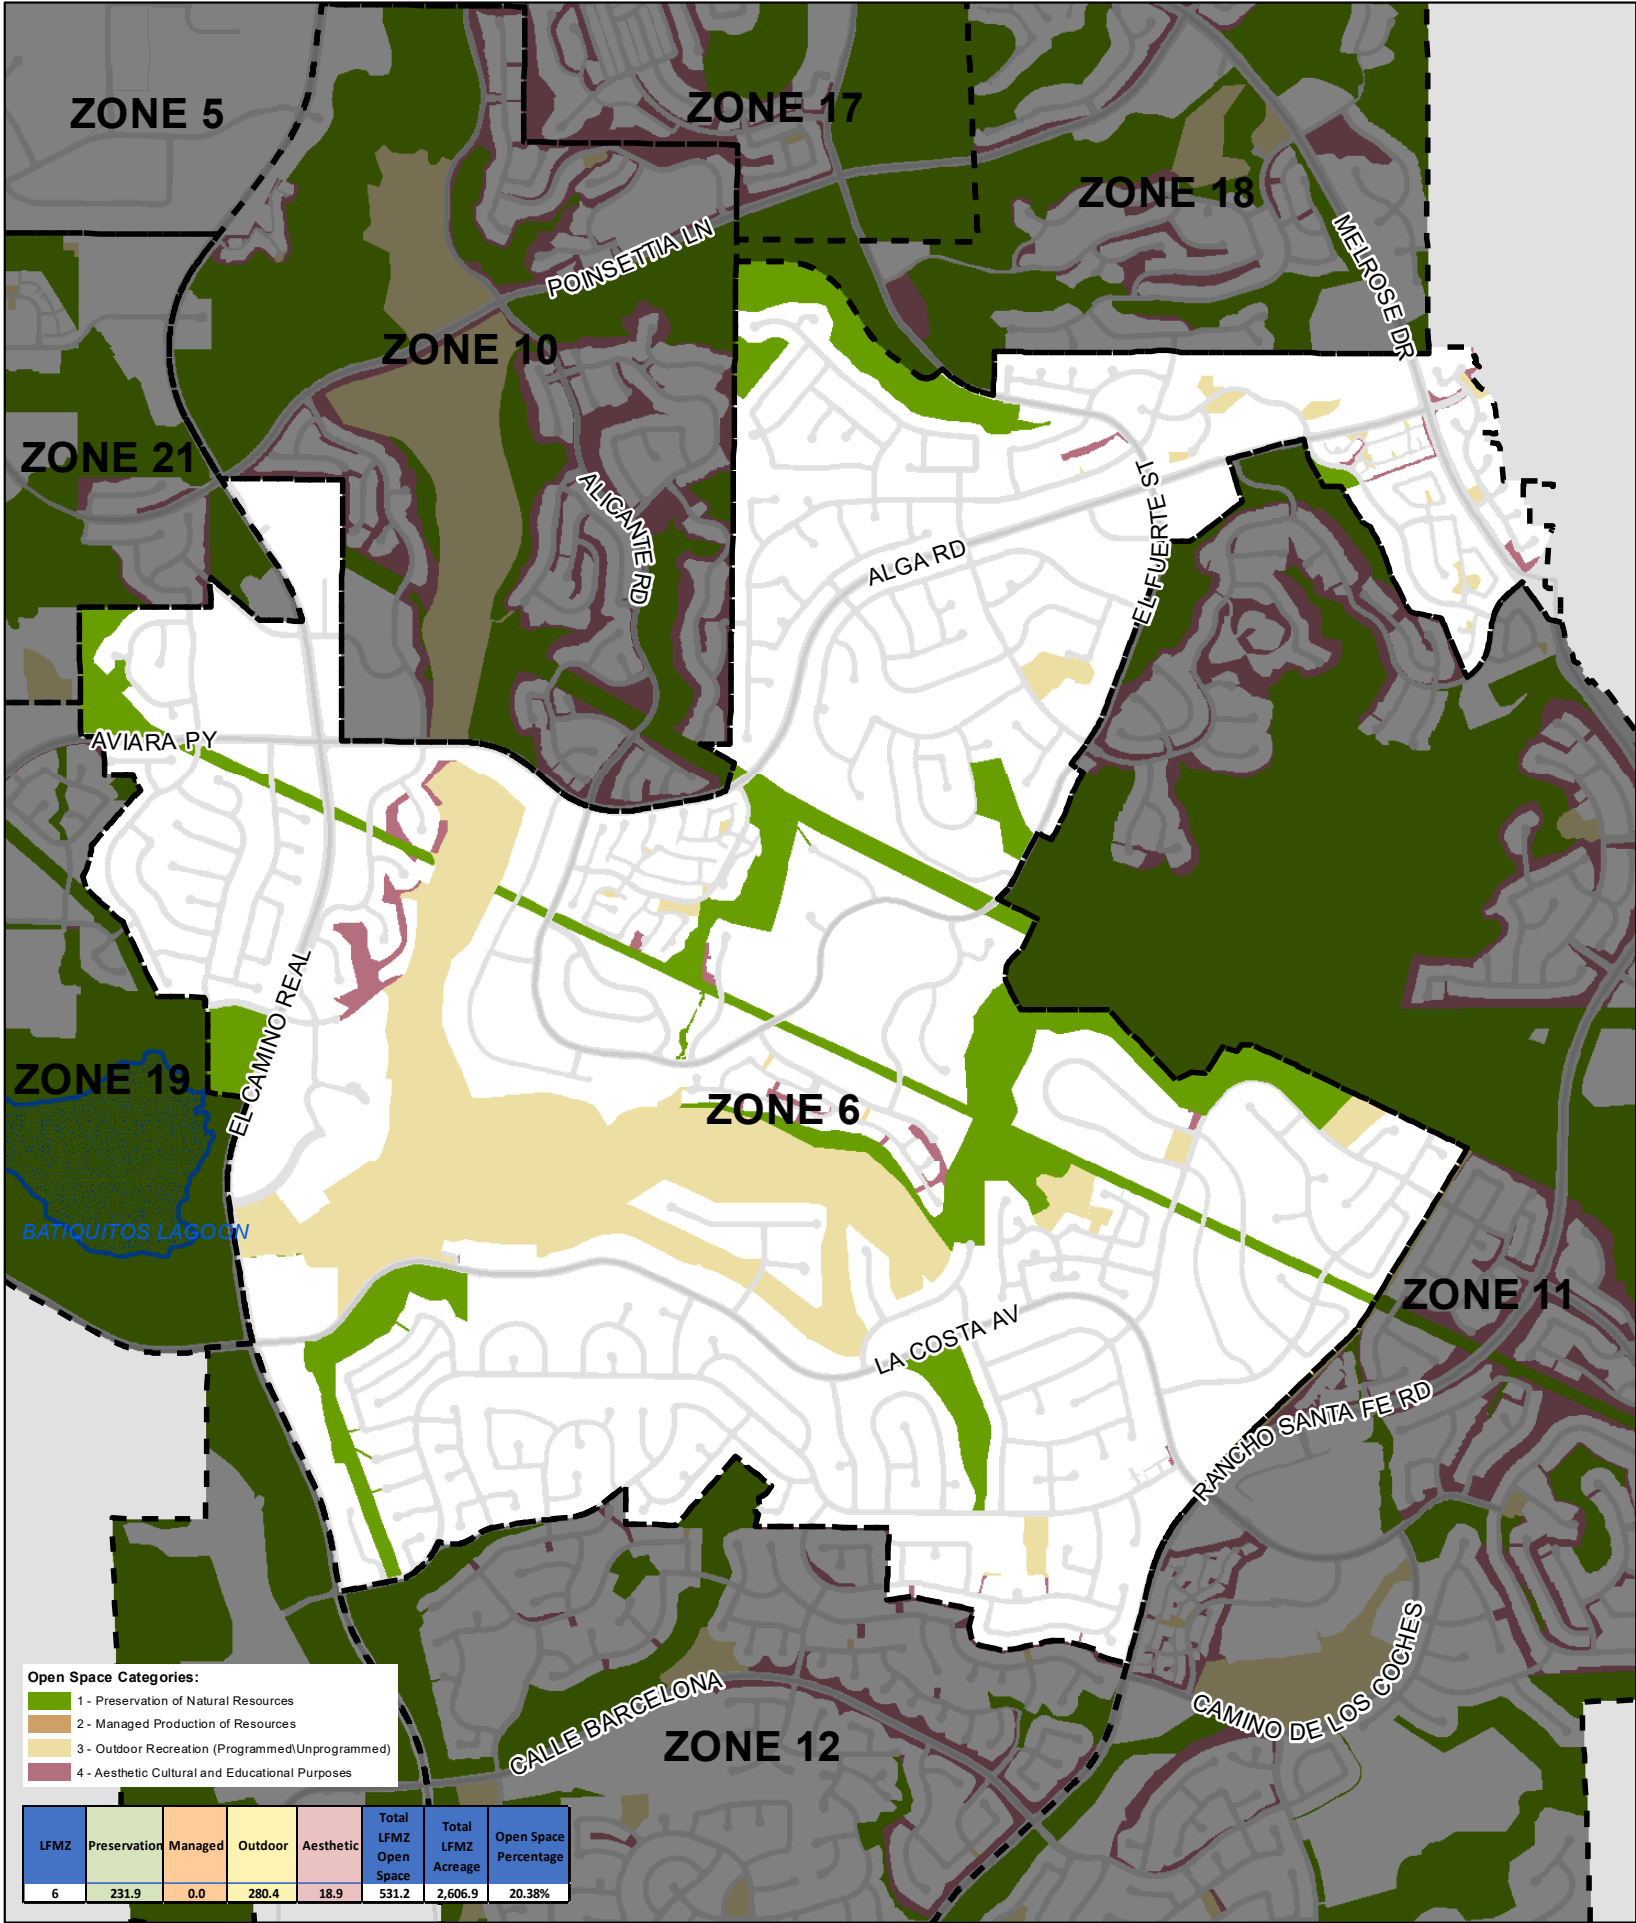 ZONE 5
ZONE 17
ZONE 18
POINSETTIA LN
MELROSE DR
ZONE 10
ZONE 21
ALICANTE RD
EL FUERTE ST
ALGA RD
AVIARA PY
EL CAMINO REAL
ZONE 19
ZONE 6
BATIQUITOS LAGOON
ZONE 11
LA COSTA AV
RANCHO SANTA FE RD
CAMINO DE LOS COCHES
CALLE BARCELONA
ZONE 12
Open Space Categories:
1 - Preservation of Natural Resources
2 - Managed Production of Resources
3 - Outdoor Recreation (Programmed\Unprogrammed)
4 - Aesthetic Cultural and Educational Purposes
LFMZ Preservation Managed Outdoor Aesthetic Total LFMZ Open Space Total LFMZ Acreage Open Space Percentage
6 231.9 0.0 280.4 18.9 531.2 2,606.9 20.38%